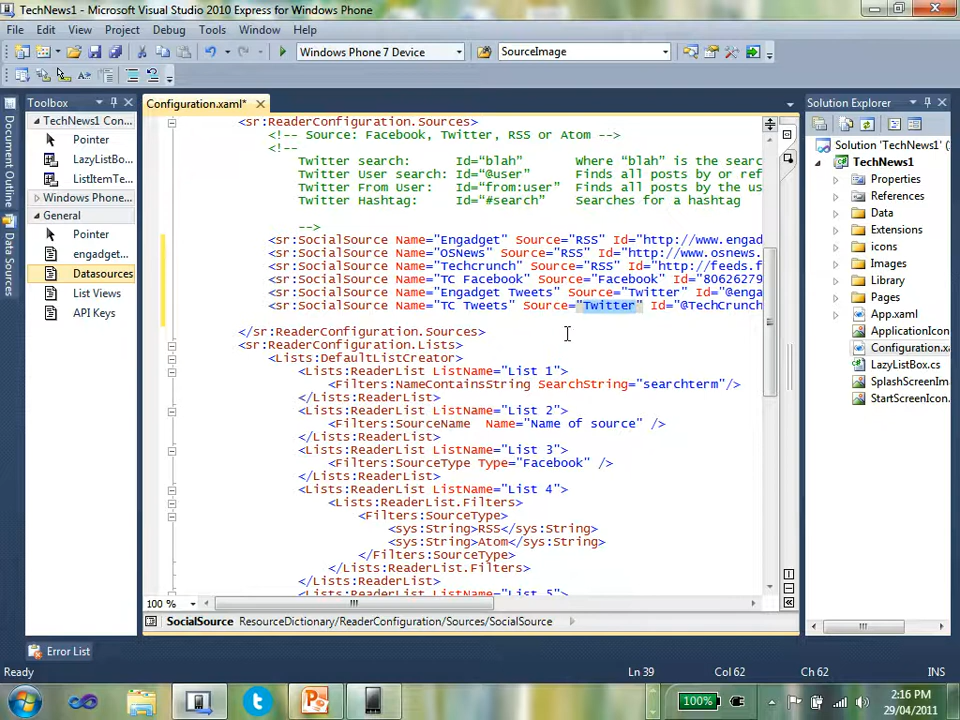 TechNews1 - Microsoft Visual Studio 2010 Express for Windows Phone
File Edit View Project Debug Tools Window Help
Windows Phone 7 Device SourceImage
Toolbox
Configuration.xaml*
Solution Explorer
Document Outline
Data Sources
TechNews1 Con...
Pointer
LazyListBo...
ListItemTe...
Windows Phone...
General
Pointer
engadget...
Datasources
List Views
API Keys
<sr:ReaderConfiguration.Sources>
<!-- Source: Facebook, Twitter, RSS or Atom -->
<!--
Twitter search: Id="blah" Where "blah" is the searc
Twitter User search: Id="@user" Finds all posts by or ref
Twitter From User: Id="from:user" Finds all posts by the us
Twitter Hashtag: Id="#search" Searches for a hashtag
-->
<sr:SocialSource Name="Engadget" Source="RSS" Id="http://www.engad
<sr:SocialSource Name="OSNews" Source="RSS" Id="http://www.osnews.
<sr:SocialSource Name="Techcrunch" Source="RSS" Id="http://feeds.f
<sr:SocialSource Name="TC Facebook" Source="Facebook" Id="8062627
<sr:SocialSource Name="Engadget Tweets" Source="Twitter" Id="@enga
<sr:SocialSource Name="TC Tweets" Source="Twitter" Id="@TechCrunch
</sr:ReaderConfiguration.Sources>
<sr:ReaderConfiguration.Lists>
<Lists:DefaultListCreator>
<Lists:ReaderList ListName="List 1">
<Filters:NameContainsString SearchString="searchterm"/>
</Lists:ReaderList>
<Lists:ReaderList ListName="List 2">
<Filters:SourceName Name="Name of source" />
</Lists:ReaderList>
<Lists:ReaderList ListName="List 3">
<Filters:SourceType Type="Facebook" />
</Lists:ReaderList>
<Lists:ReaderList ListName="List 4">
<Lists:ReaderList.Filters>
<Filters:SourceType>
<sys:String>RSS</sys:String>
<sys:String>Atom</sys:String>
</Filters:SourceType>
</Lists:ReaderList.Filters>
</Lists:ReaderList>
<Lists:ReaderList ListName="List 5">
100 %
SocialSource ResourceDictionary/ReaderConfiguration/Sources/SocialSource
Solution 'TechNews1'
TechNews1
Properties
References
Data
Extensions
icons
Images
Library
Pages
App.xaml
ApplicationIcon
Configuration.xa
LazyListBox.cs
SplashScreenIm
StartScreenIcon.
Error List
Ready Ln 39 Col 62 Ch 62 INS
100%
2:16 PM
29/04/2011